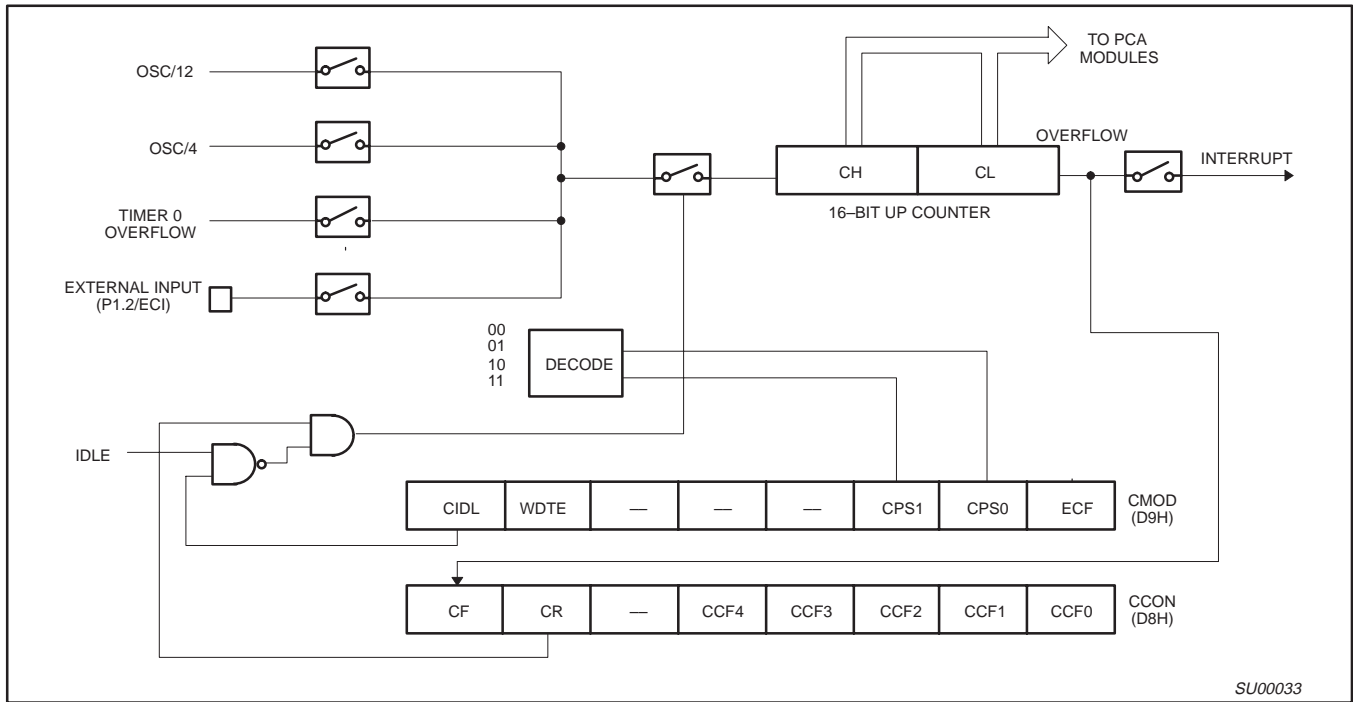 TO PCA
MODULES
OSC/12
OSC/4
OVERFLOW
INTERRUPT
CH
CL
16–BIT UP COUNTER
TIMER 0
OVERFLOW
EXTERNAL INPUT
(P1.2/ECI)
00
01
10
11
DECODE
IDLE
CIDL
WDTE
––
––
––
CPS1
CPS0
ECF
CMOD
(D9H)
CF
CR
––
CCF4
CCF3
CCF2
CCF1
CCF0
CCON
(D8H)
SU00033